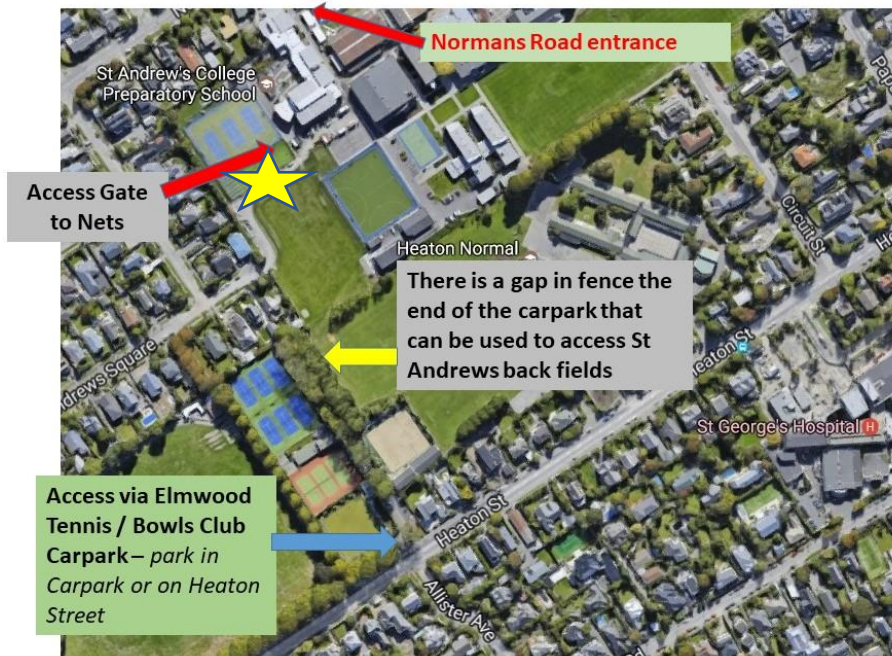 Normans Road entrance
St Andrew's College
Preparatory School
Access Gate
to Nets
Circuit St
Heaton Normal
There is a gap in fence the
end of the carpark that
can be used to access St
Andrews back fields
Andrews Square
Heaton St
St George's Hospital H
Access via Elmwood
Tennis / Bowls Club
Carpark – park in
Carpark or on Heaton
Street
Heaton St
Allister Ave